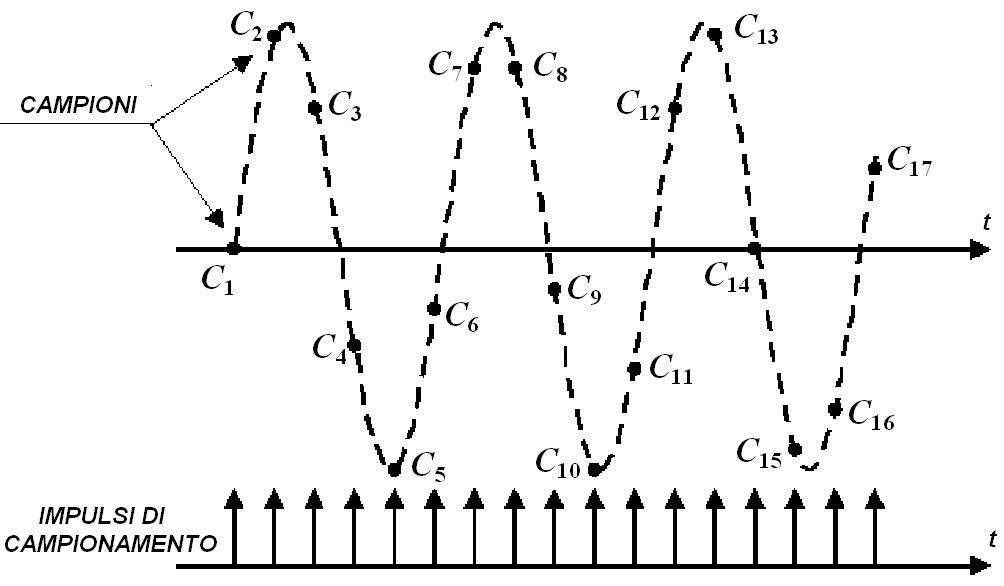 C2
C13
C7
C8
CAMPIONI
C3
C12
C17
t
C1
C14
C9
C6
C4
C11
C16
C5
C10
C15
IMPULSI DI
CAMPIONAMENTO
t